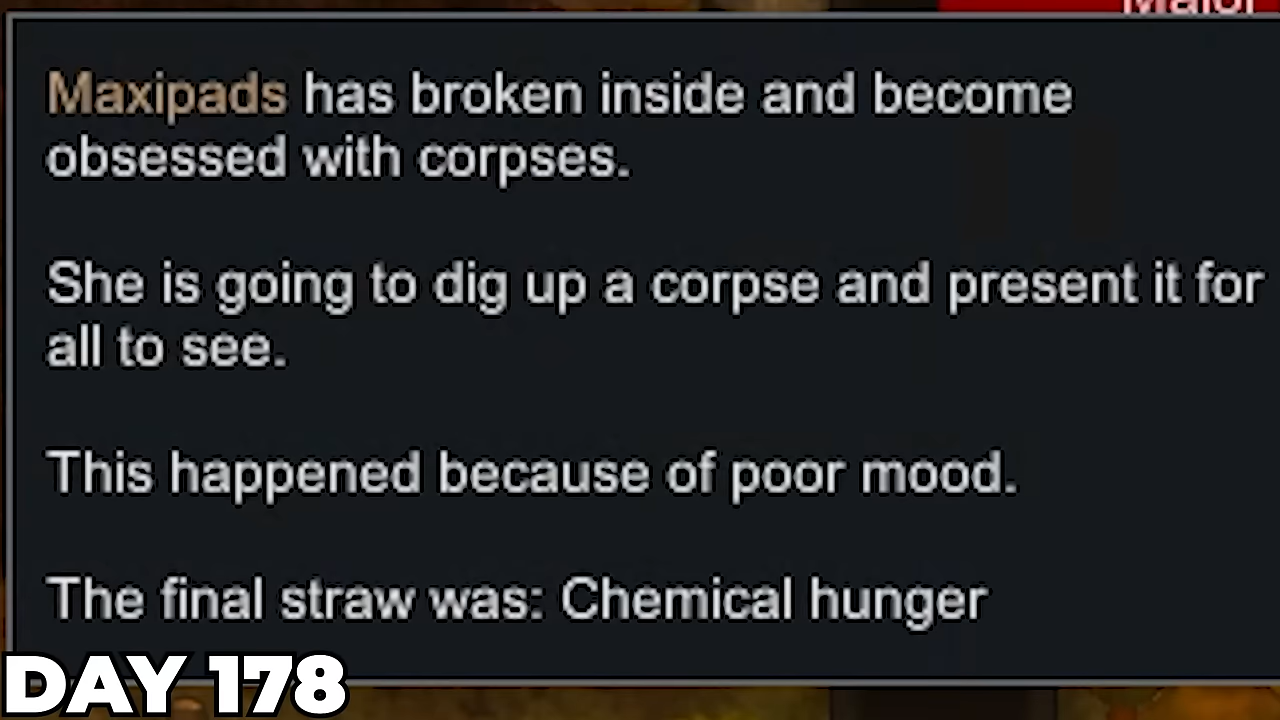 Maxipads has broken inside and become
obsessed with corpses.
She is going to dig up a corpse and present it for
all to see.
This happened because of poor mood.
The final straw was: Chemical hunger
DAY 178